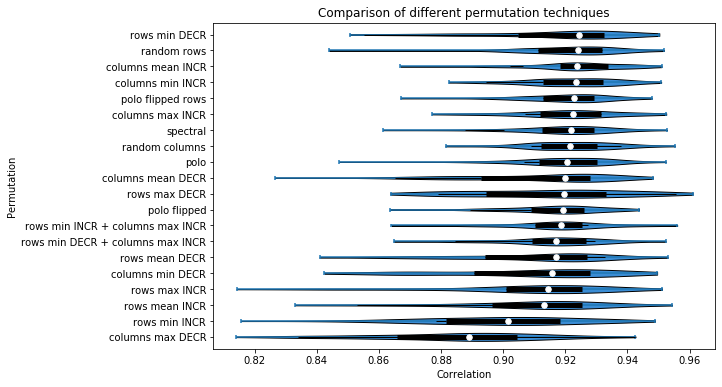 Comparison of different permutation techniques
rows min DECR
random rows
columns mean INCR
columns min INCR
polo flipped rows
columns max INCR
spectral
random columns
polo
columns mean DECR
rows max DECR
polo flipped
rows min INCR + columns max INCR
rows min DECR + columns max INCR
rows mean DECR
columns min DECR
rows max INCR
rows mean INCR
rows min INCR
columns max DECR
Permutation
0.82 0.84 0.86 0.88 0.90 0.92 0.94 0.96
Correlation